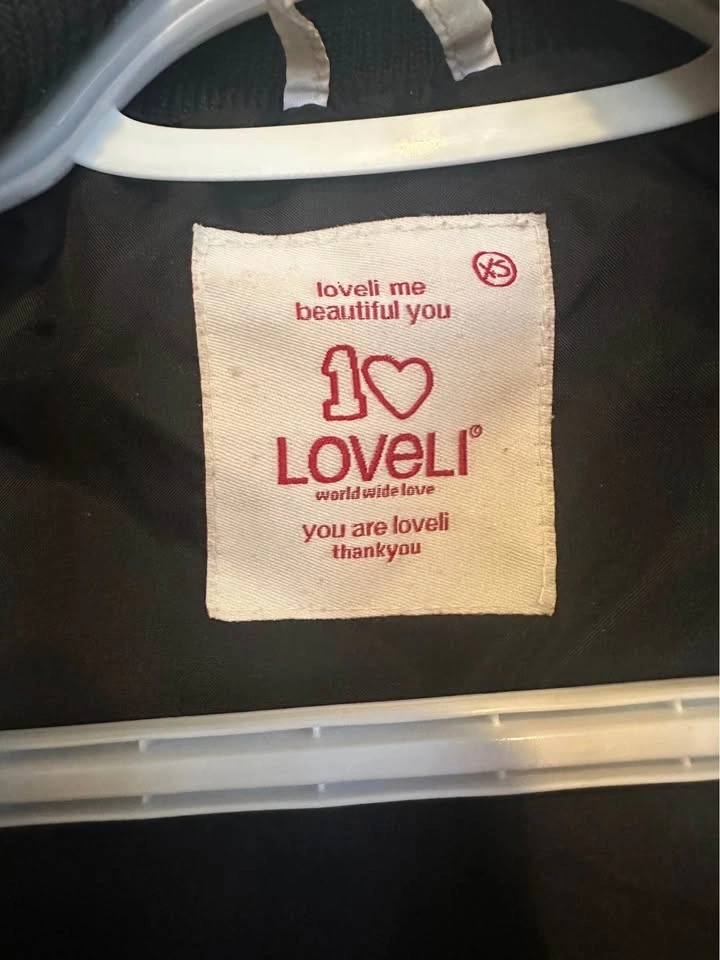 XS
loveli me
beautiful you
1
LOVeLI©
world wide love
you are loveli
thankyou